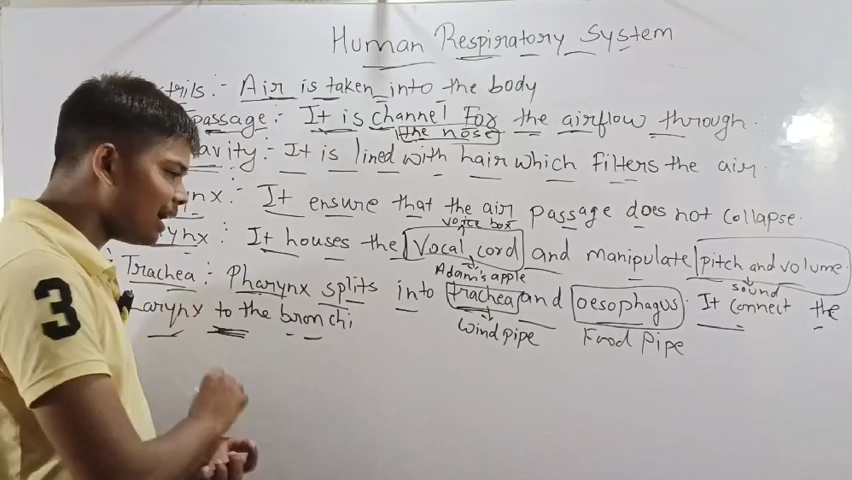 Human Respiratory System
trils :- Air is taken into the body
passage :- It is channel For the airflow through
the nose
avity :- It is lined with hair which filters the air.
nx :- It ensure that the air passage does not collapse.
voice box
ynx : It houses the vocal cord and manipulate pitch and volume.
Adam's apple sound
Trachea : Pharynx splits into trachea and oesophagus. It connect the
wind pipe Food Pipe
Larynx to the bronchi,
3